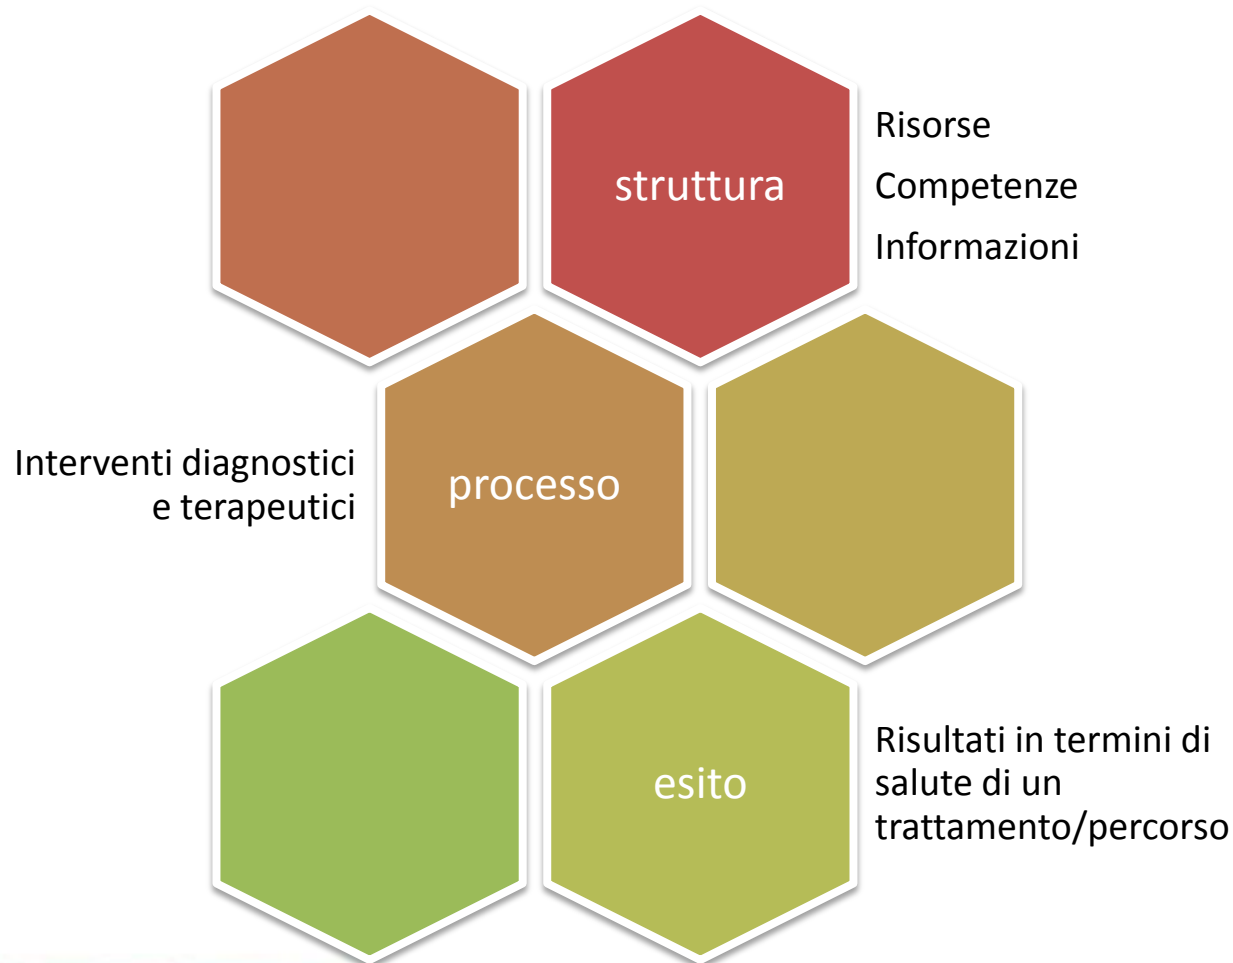 struttura
Risorse
Competenze
Informazioni
Interventi diagnostici
e terapeutici
processo
esito
Risultati in termini di
salute di un
trattamento/percorso